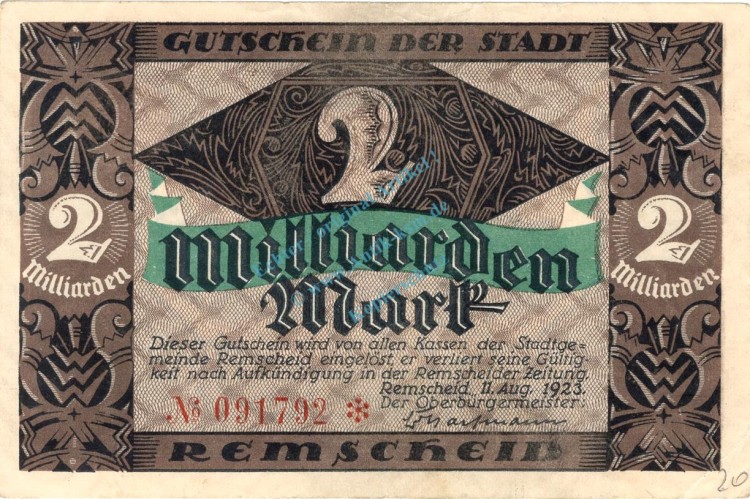 GUTSCHEIN DER STADT
2
Milliarden
Mark
2
Milliarden
2
Milliarden
Dieser Gutschein wird von allen Kassen der Stadtge-
meinde Remscheid eingelöst er verliert seine Gültig-
keit nach Aufkündigung in der Remscheider Zeitung
Remscheid, 11. Aug. 1923.
Der Oberbürgermeister:
№ 091792 *
REMSCHEID
20